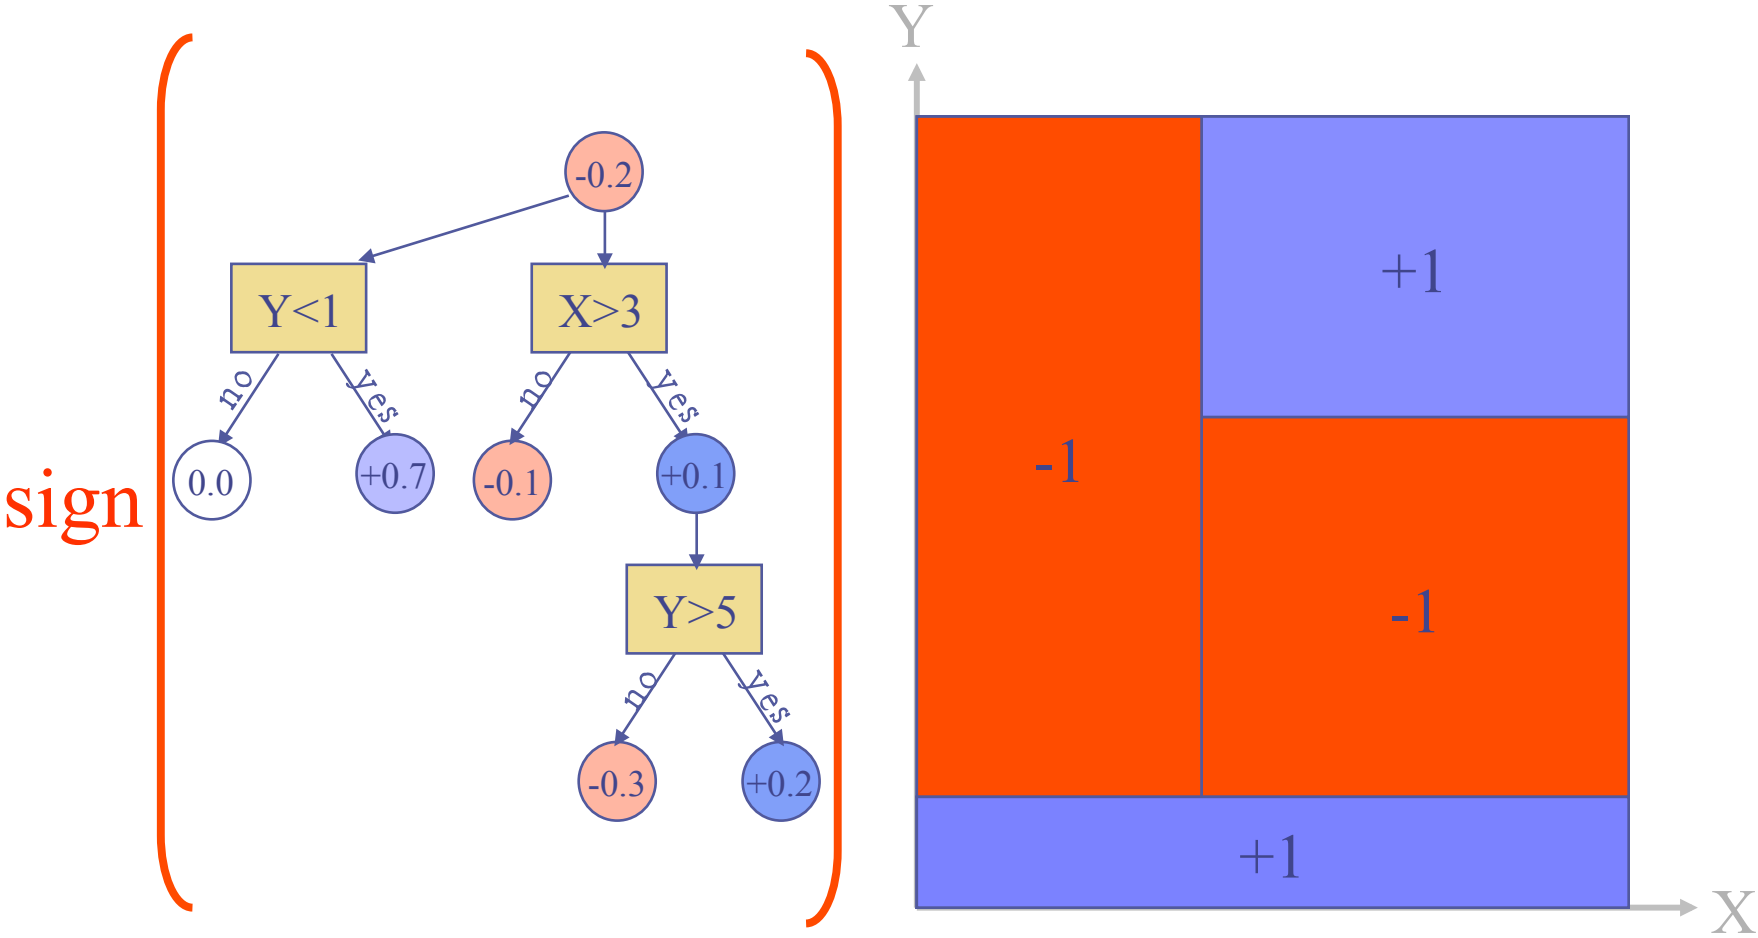 sign
-0.2
Y<1
X>3
no
yes
no
yes
0.0
+0.7
-0.1
+0.1
Y>5
no
yes
-0.3
+0.2
Y
+1
-1
-1
+1
X